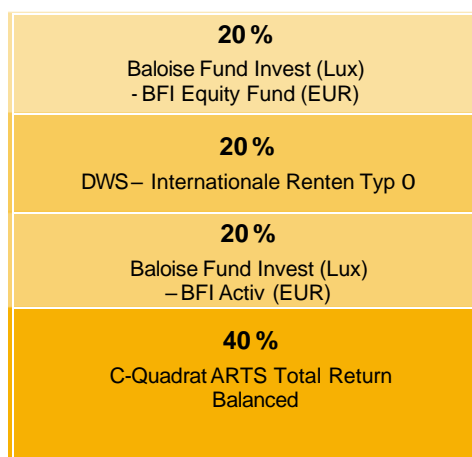 20 %
Baloise Fund Invest (Lux)
- BFI Equity Fund (EUR)
20 %
DWS – Internationale Renten Typ O
20 %
Baloise Fund Invest (Lux)
– BFI Activ (EUR)
40 %
C-Quadrat ARTS Total Return
Balanced